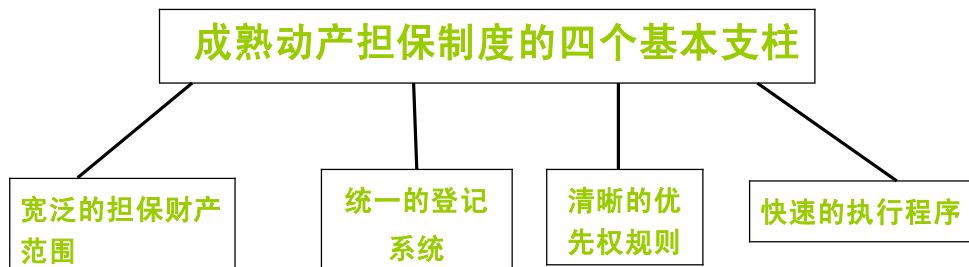 成熟动产担保制度的四个基本支柱
宽泛的担保财产
范围
统一的登记
系统
清晰的优
先权规则
快速的执行程序